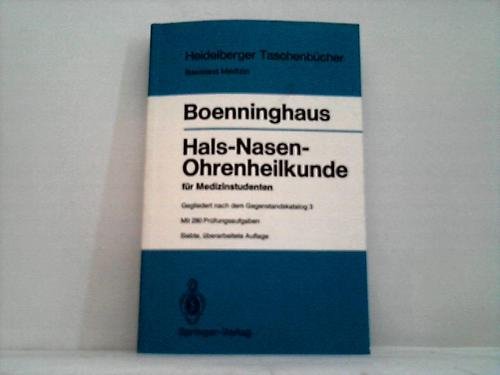 Heidelberger Taschenbücher
Basistext Medizin
Boenninghaus
Hals-Nasen-
Ohrenheilkunde
für Medizinstudenten
Gegliedert nach dem Gegenstandskatalog 3
Mit 280 Prüfungsaufgaben
Siebte, überarbeitete Auflage
Springer-Verlag